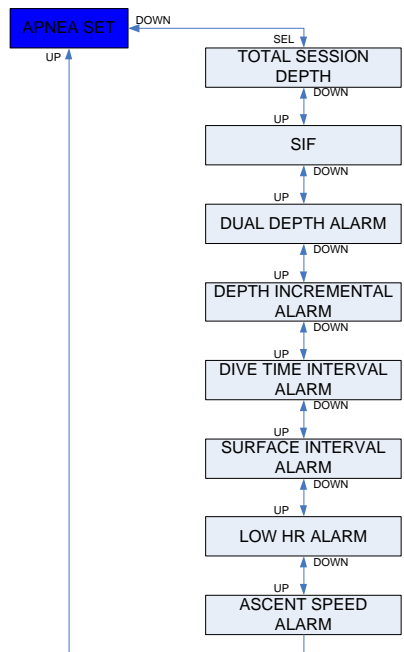 APNEA SET
DOWN
UP
SEL
TOTAL SESSION
DEPTH
DOWN
UP
SIF
DOWN
UP
DUAL DEPTH ALARM
DOWN
UP
DEPTH INCREMENTAL
ALARM
DOWN
UP
DIVE TIME INTERVAL
ALARM
DOWN
UP
SURFACE INTERVAL
ALARM
DOWN
UP
LOW HR ALARM
DOWN
UP
ASCENT SPEED
ALARM